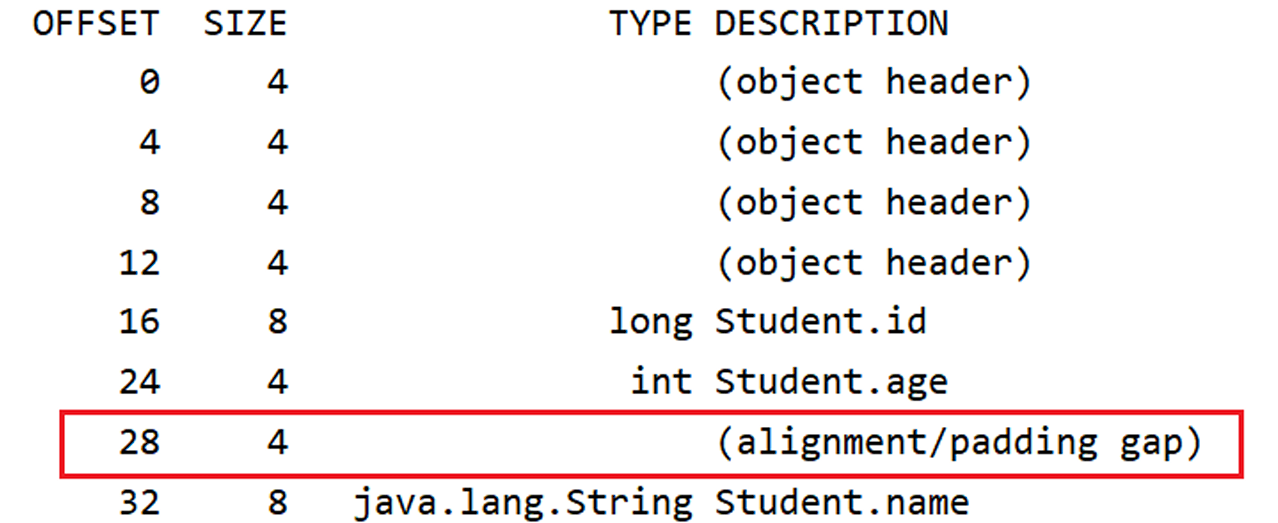 OFFSET SIZE TYPE DESCRIPTION
0 4 (object header)
4 4 (object header)
8 4 (object header)
12 4 (object header)
16 8 long Student.id
24 4 int Student.age
28 4 (alignment/padding gap)
32 8 java.lang.String Student.name